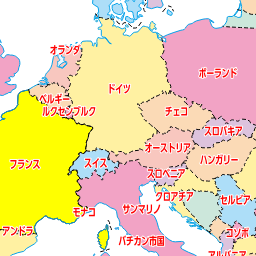 オランダ
ドイツ
ポーランド
ベルギー
ルクセンブルク
チェコ
スロバキア
オーストリア
ハンガリー
フランス
スイス
スロベニア
クロアチア
セルビア
モナコ
サンマリノ
アンドラ
バチカン市国
コソボ
アルバニア